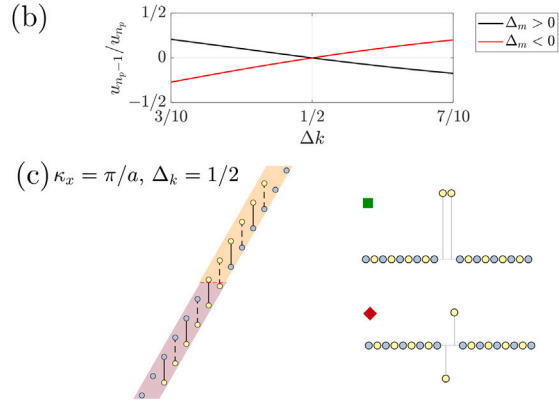 (b)
u_{n_p-1}/u_{n_p}
1/2
0
-1/2
3/10
1/2
7/10
Δk
Δ_m > 0
Δ_m < 0
(c) κ_x = π/a, Δ_k = 1/2